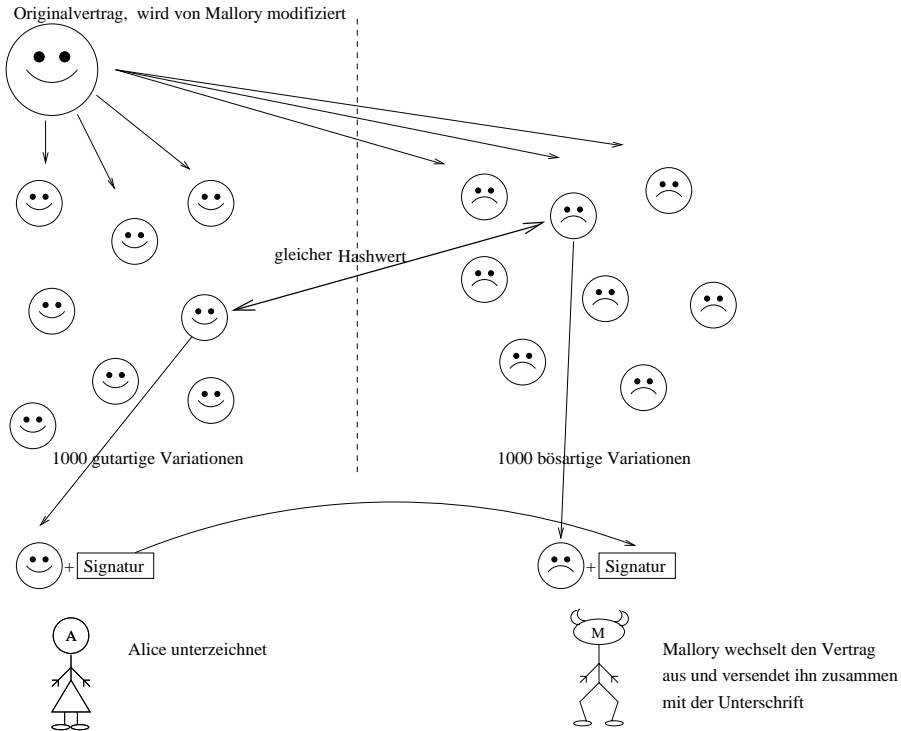 Originalvertrag, wird von Mallory modifiziert
gleicher Hashwert
1000 gutartige Variationen
1000 bösartige Variationen
+ Signatur
+ Signatur
A
Alice unterzeichnet
M
Mallory wechselt den Vertrag
aus und versendet ihn zusammen
mit der Unterschrift